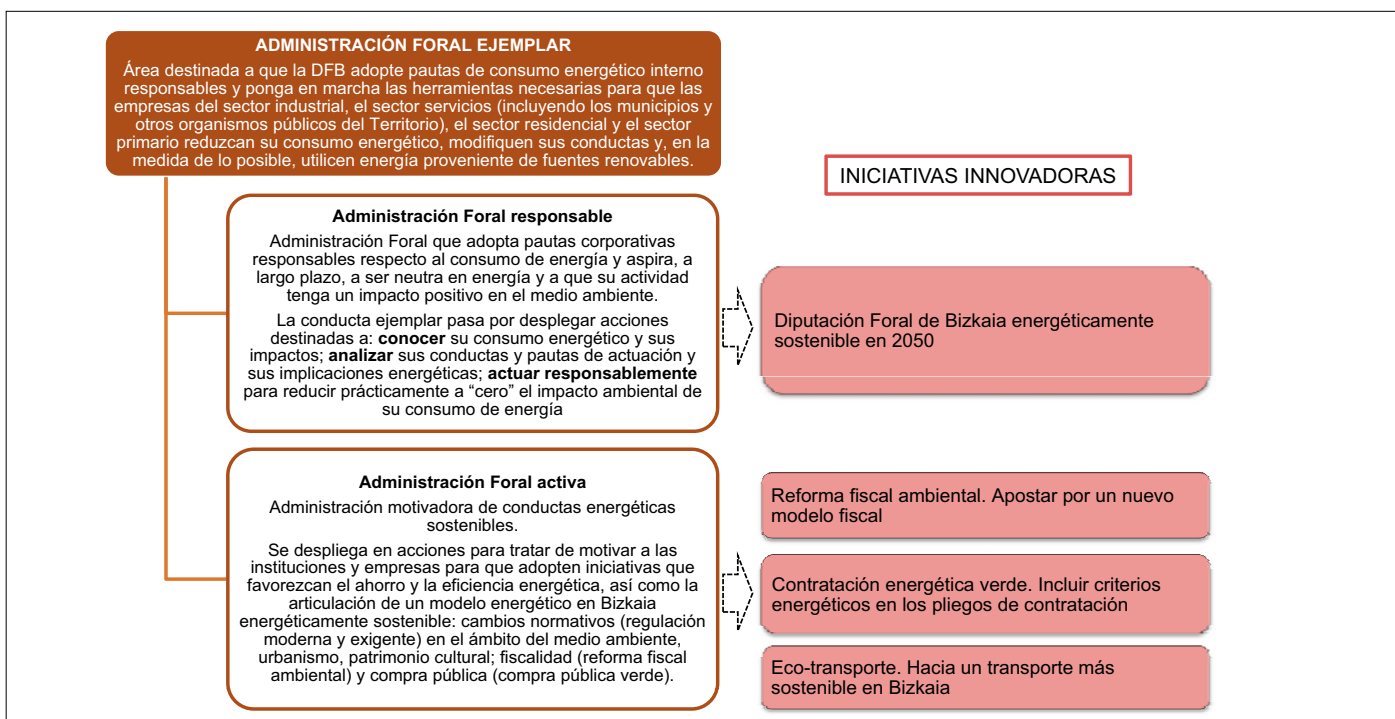 ADMINISTRACIÓN FORAL EJEMPLAR
Área destinada a que la DFB adopte pautas de consumo energético interno
responsables y ponga en marcha las herramientas necesarias para que las
empresas del sector industrial, el sector servicios (incluyendo los municipios y
otros organismos públicos del Territorio), el sector residencial y el sector
primario reduzcan su consumo energético, modifiquen sus conductas y, en la
medida de lo posible, utilicen energía proveniente de fuentes renovables.
INICIATIVAS INNOVADORAS
Administración Foral responsable
Administración Foral que adopta pautas corporativas
responsables respecto al consumo de energía y aspira, a
largo plazo, a ser neutra en energía y a que su actividad
tenga un impacto positivo en el medio ambiente.
La conducta ejemplar pasa por desplegar acciones
destinadas a: conocer su consumo energético y sus
impactos; analizar sus conductas y pautas de actuación y
sus implicaciones energéticas; actuar responsablemente
para reducir prácticamente a “cero” el impacto ambiental de
su consumo de energía
Diputación Foral de Bizkaia energéticamente
sostenible en 2050
Administración Foral activa
Administración motivadora de conductas energéticas
sostenibles.
Se despliega en acciones para tratar de motivar a las
instituciones y empresas para que adopten iniciativas que
favorezcan el ahorro y la eficiencia energética, así como la
articulación de un modelo energético en Bizkaia
energéticamente sostenible: cambios normativos (regulación
moderna y exigente) en el ámbito del medio ambiente,
urbanismo, patrimonio cultural; fiscalidad (reforma fiscal
ambiental) y compra pública (compra pública verde).
Reforma fiscal ambiental. Apostar por un nuevo
modelo fiscal
Contratación energética verde. Incluir criterios
energéticos en los pliegos de contratación
Eco-transporte. Hacia un transporte más
sostenible en Bizkaia